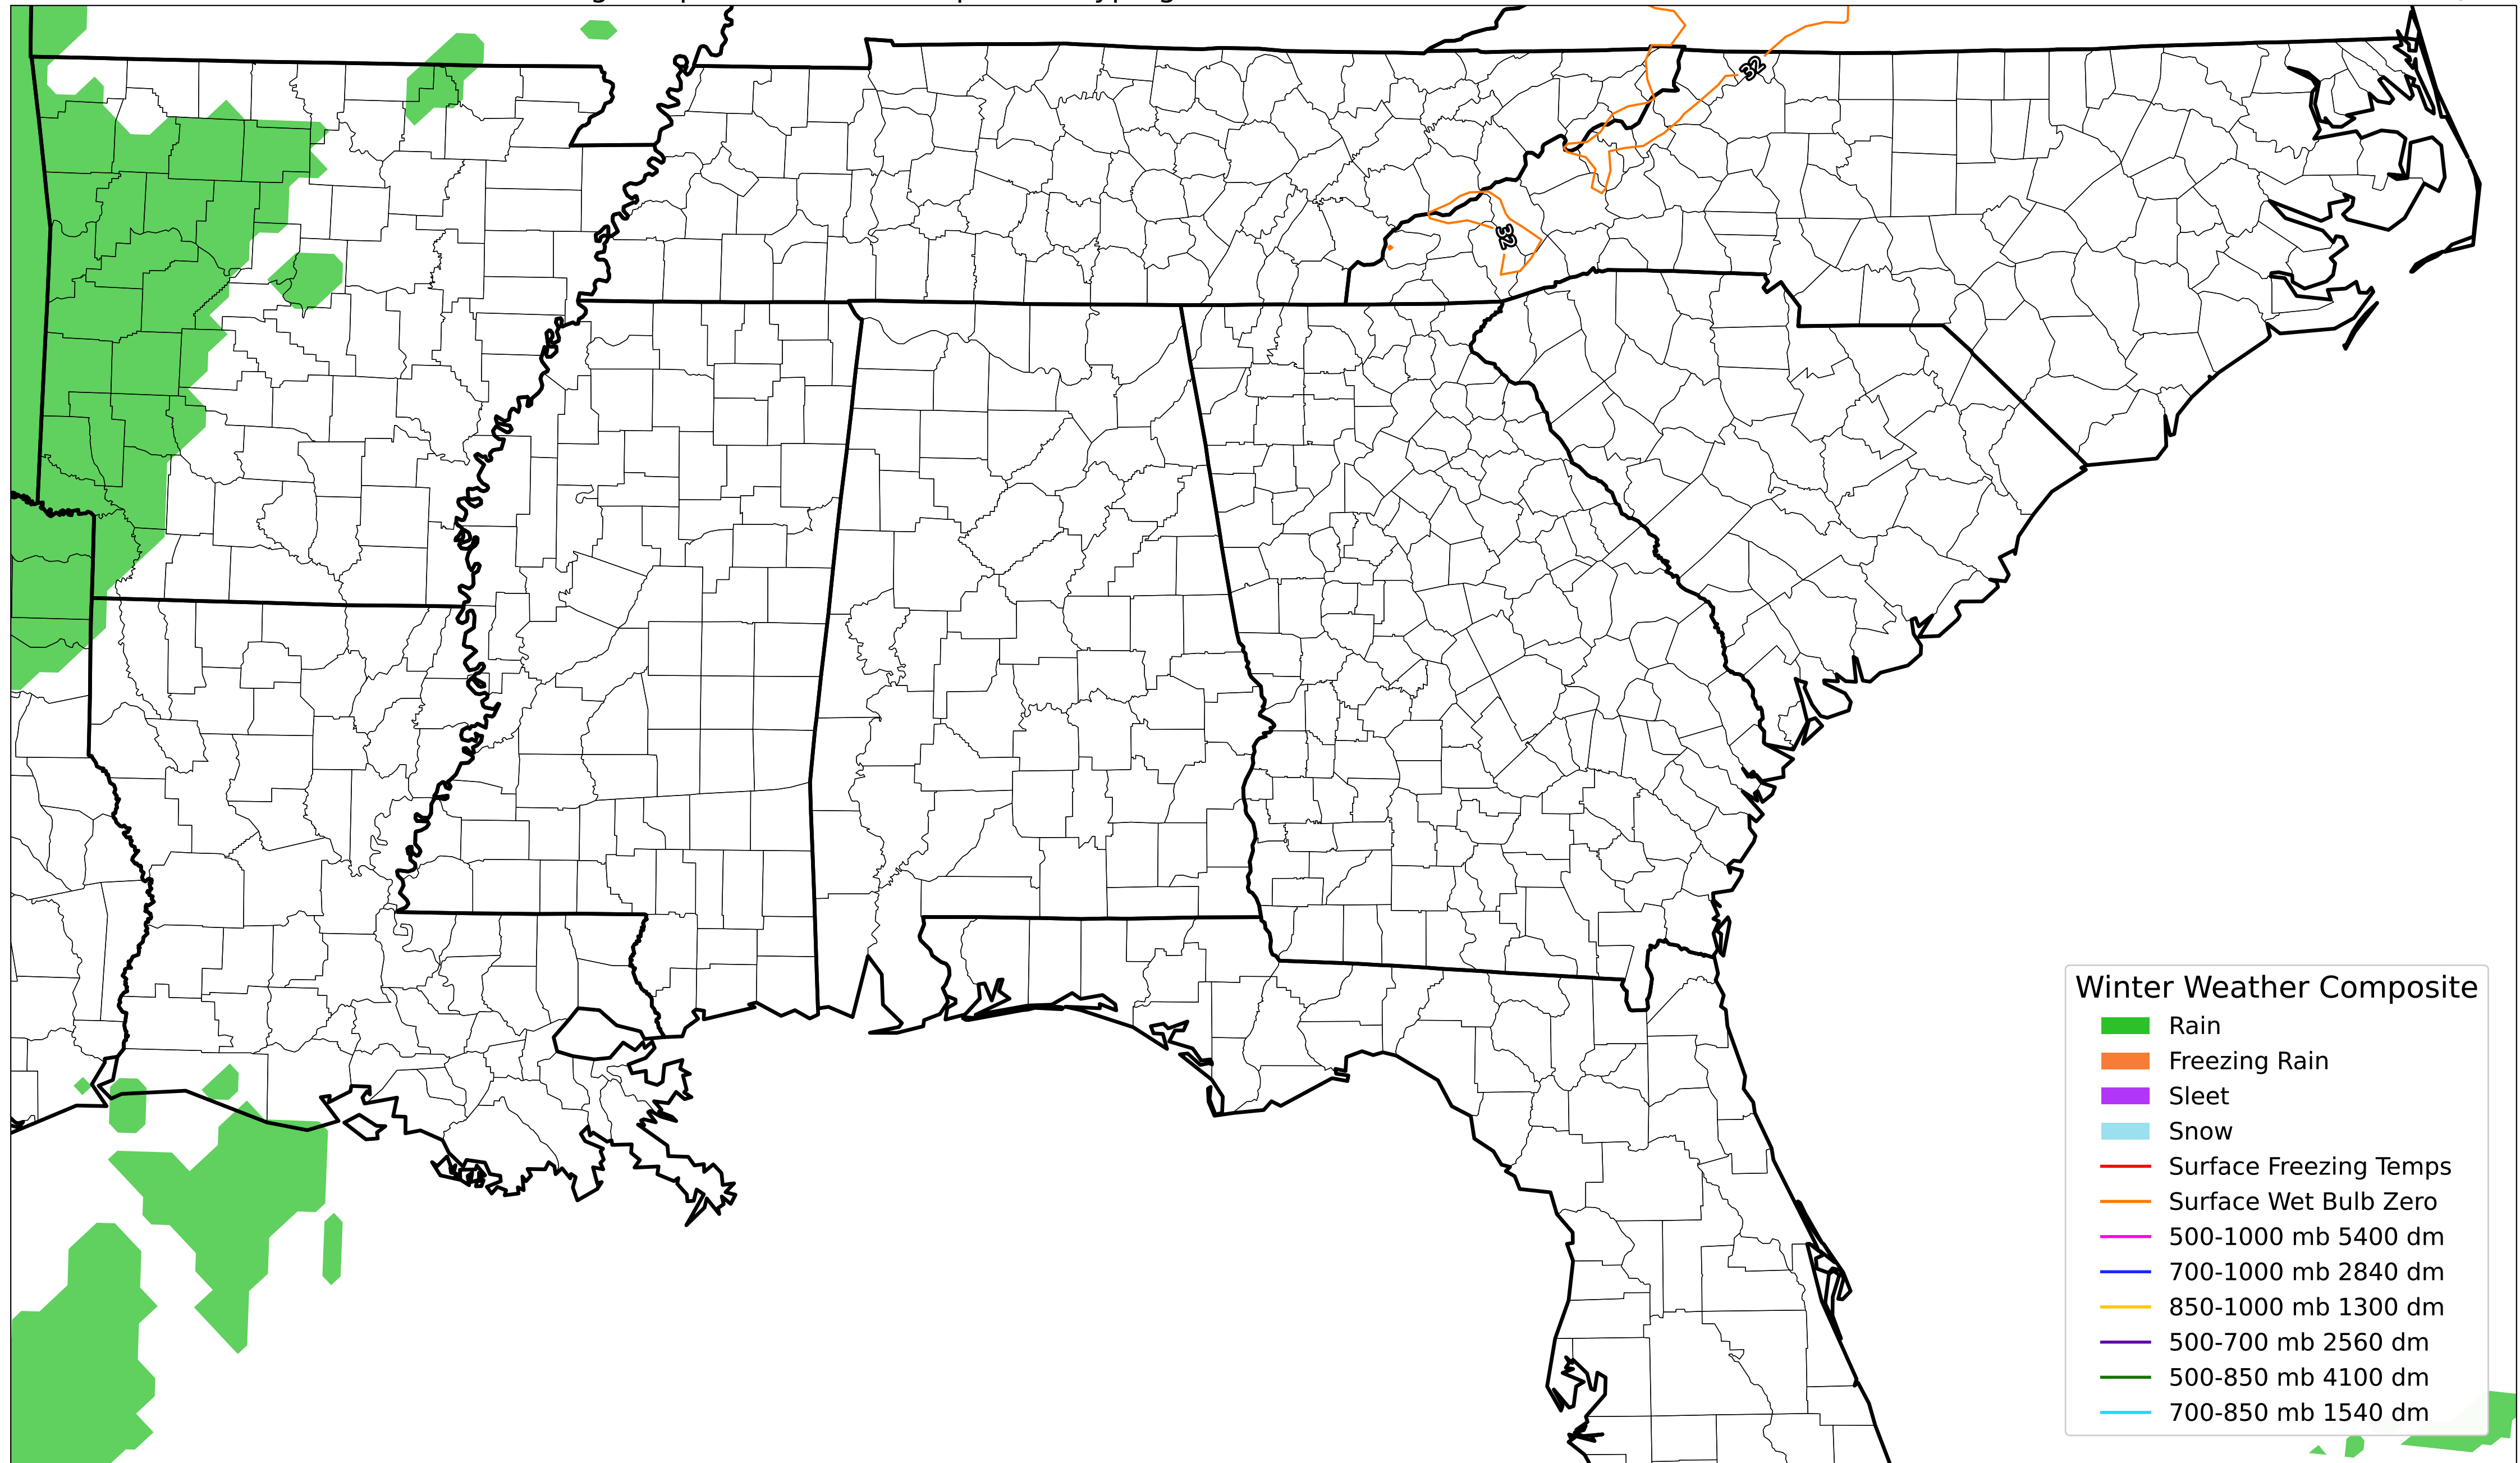 32
32
Winter Weather Composite
Rain
Freezing Rain
Sleet
Snow
Surface Freezing Temps
Surface Wet Bulb Zero
500-1000 mb 5400 dm
700-1000 mb 2840 dm
850-1000 mb 1300 dm
500-700 mb 2560 dm
500-850 mb 4100 dm
700-850 mb 1540 dm